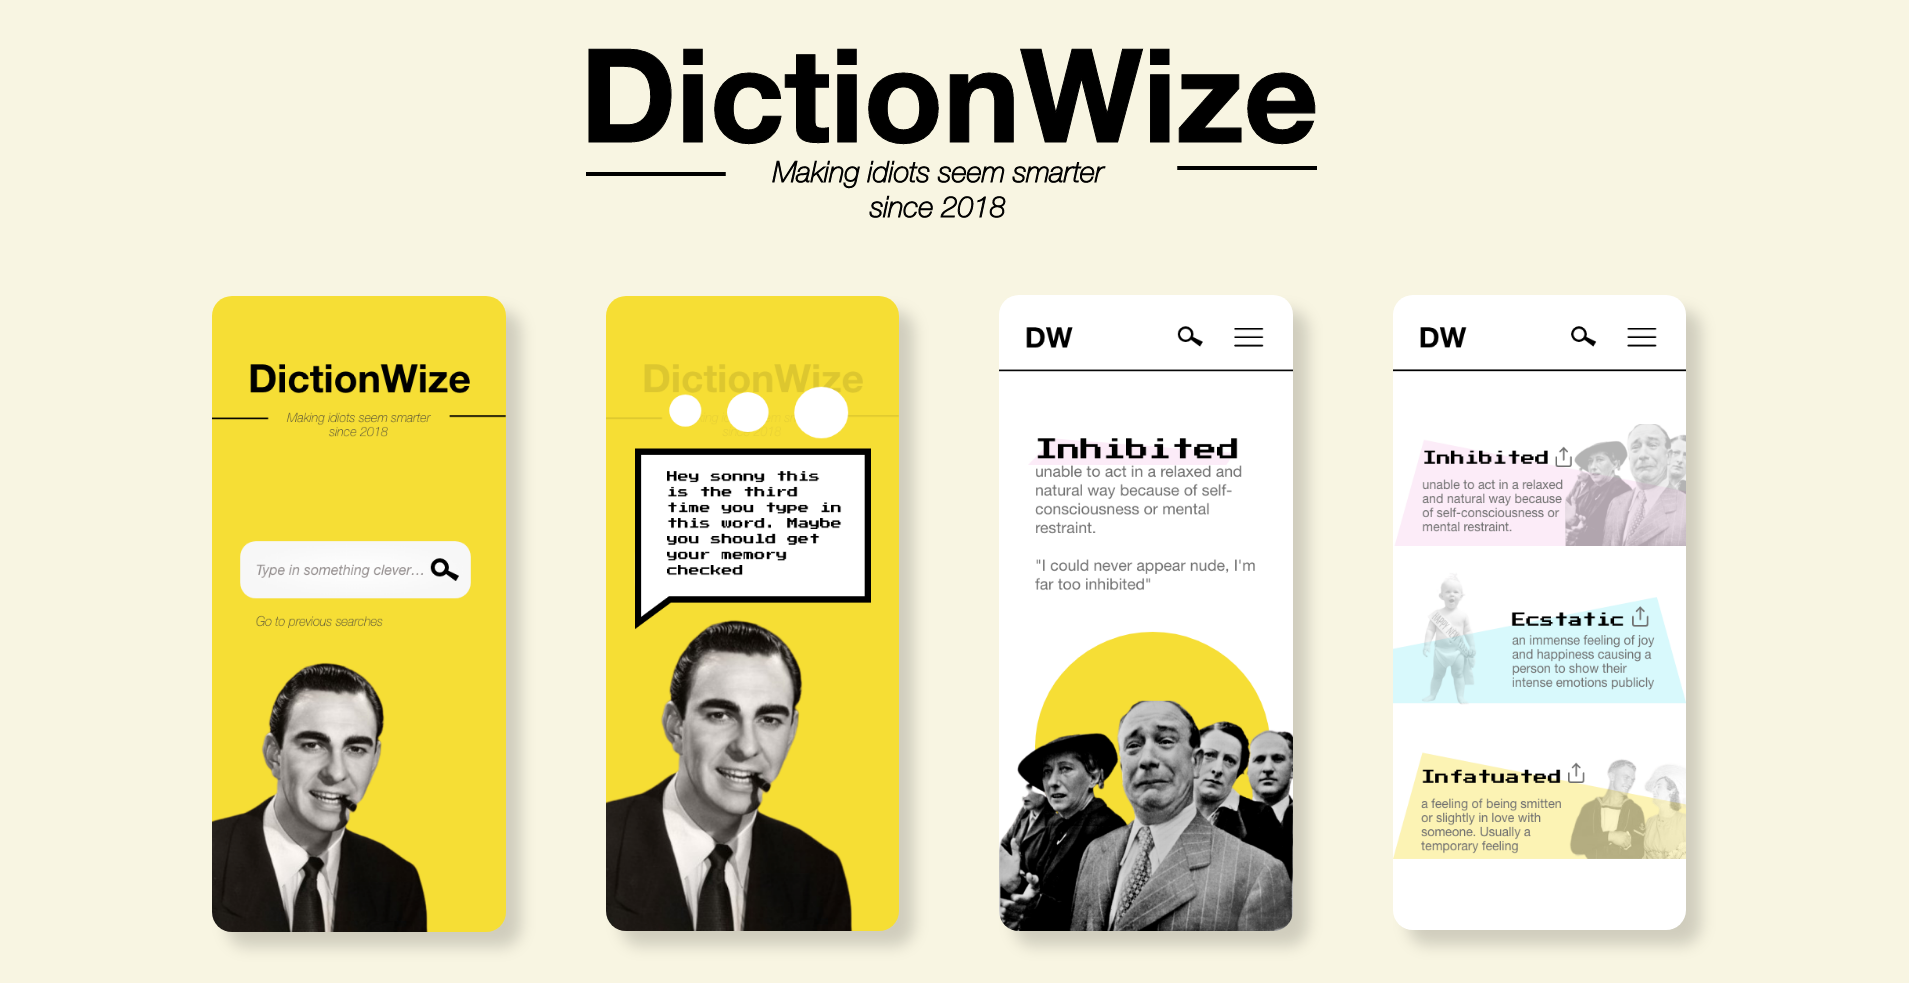 DictionWize
Making idiots seem smarter
since 2018
DictionWize
Making idiots seem smarter
since 2018
Type in something clever...
Go to previous searches
DictionWize
since 2018
Hey sonny this
is the third
time you type in
this word. Maybe
you should get
your memory
checked
DW
Inhibited
unable to act in a relaxed and
natural way because of self-
consciousness or mental
restraint.
"I could never appear nude, I'm
far too inhibited"
DW
Inhibited
unable to act in a relaxed
and natural way because
of self-consciousness or
mental restraint.
Ecstatic
an immense feeling of joy
and happiness causing a
person to show their
intense emotions publicly
Infatuated
a feeling of being smitten
or slightly in love with
someone. Usually a
temporary feeling